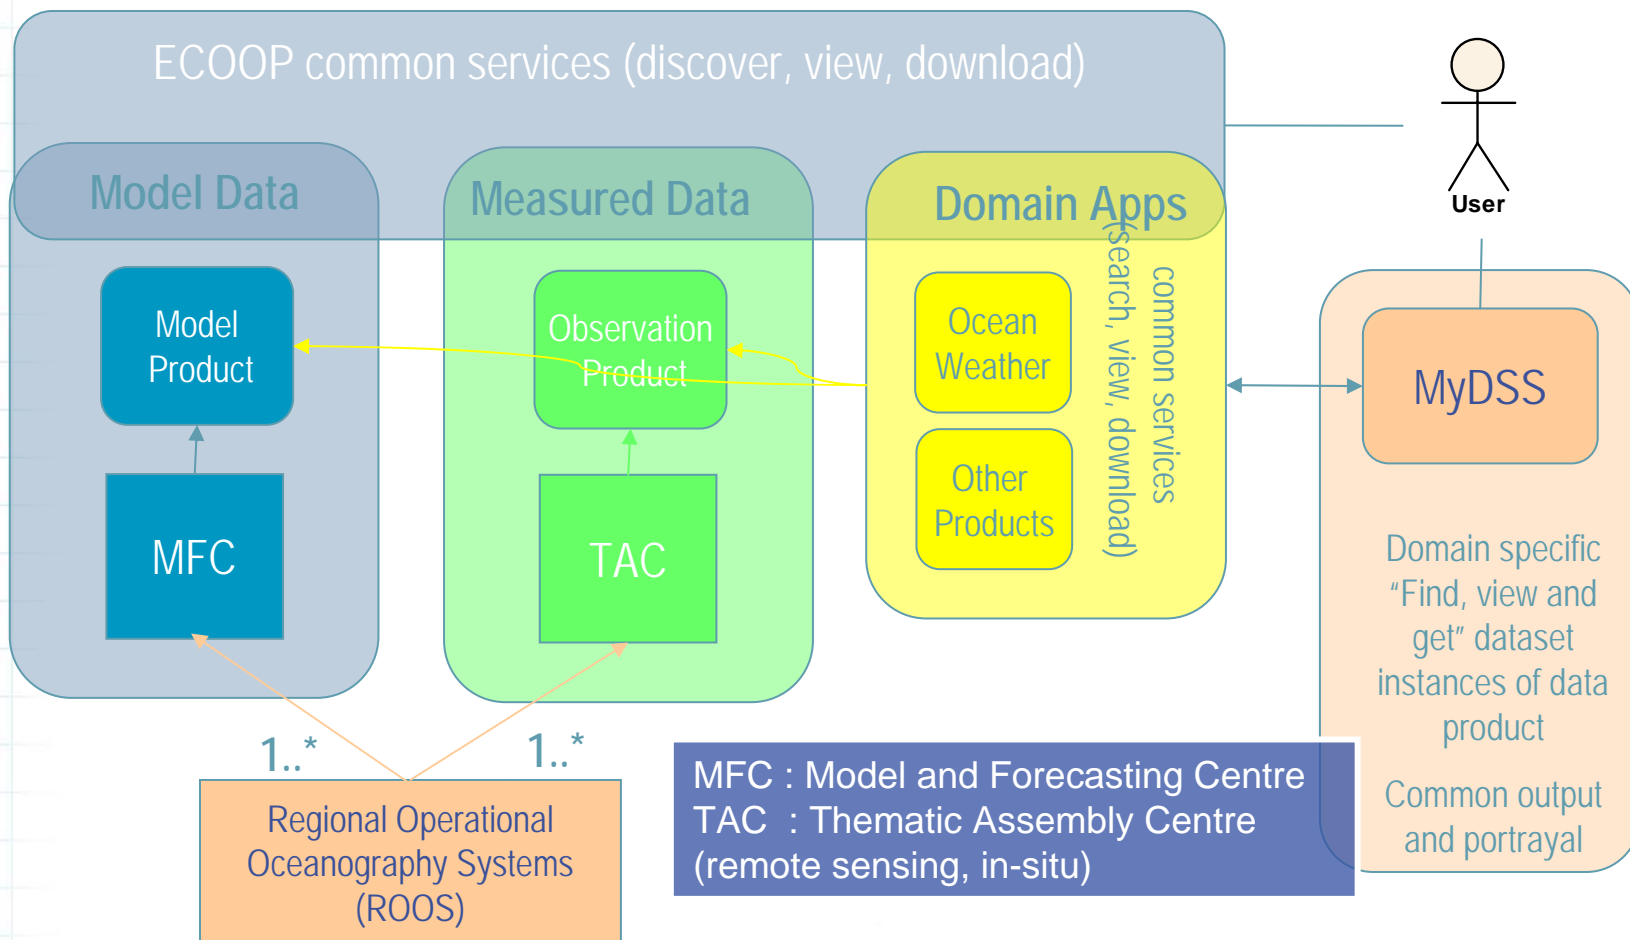 ECOOP common services (discover, view, download)
Model Data
Measured Data
Domain Apps
User
Model
Product
Observation
Product
Ocean
Weather
common services
(search, view, download)
MyDSS
MFC
TAC
Other
Products
Domain specific
“Find, view and
get” dataset
instances of data
product
Common output
and portrayal
1..*
1..*
Regional Operational
Oceanography Systems
(ROOS)
MFC : Model and Forecasting Centre
TAC : Thematic Assembly Centre
(remote sensing, in-situ)